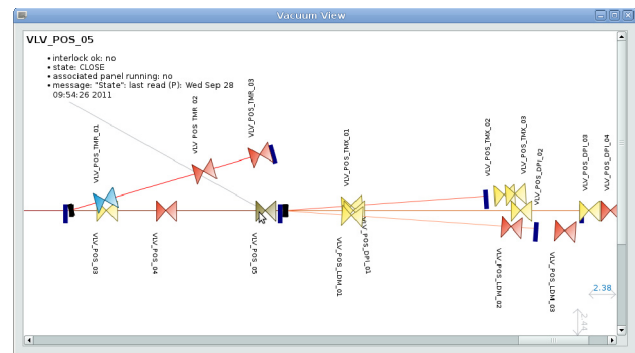 Vacuum View
VLV_POS_05
• interlock ok: no
• state: CLOSE
• associated panel running: no
• message: "State": last read (P): Wed Sep 28
09:54:26 2011
VLV_POS_TMR_01
VLV_POS_TMR_02
VLV_POS_TMR_03
VLV_POS_TMX_01
VLV_POS_TMX_02
VLV_POS_TMX_03
VLV_POS_DPI_02
VLV_POS_DPI_03
VLV_POS_DPI_04
VLV_POS_03
VLV_POS_04
VLV_POS_05
VLV_POS_LDM_01
VLV_POS_DPI_01
VLV_POS_LDM_02
VLV_POS_LDM_03
2.38
2.44